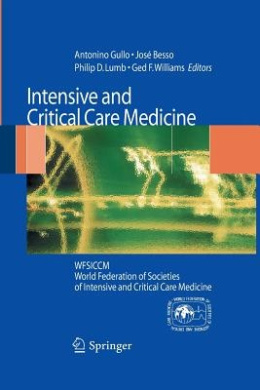 Antonino Gullo · José Besso
Philip D. Lumb · Ged F. Williams Editors
Intensive and
Critical Care Medicine
WFSICCM
World Federation of Societies
of Intensive and Critical Care Medicine
Springer